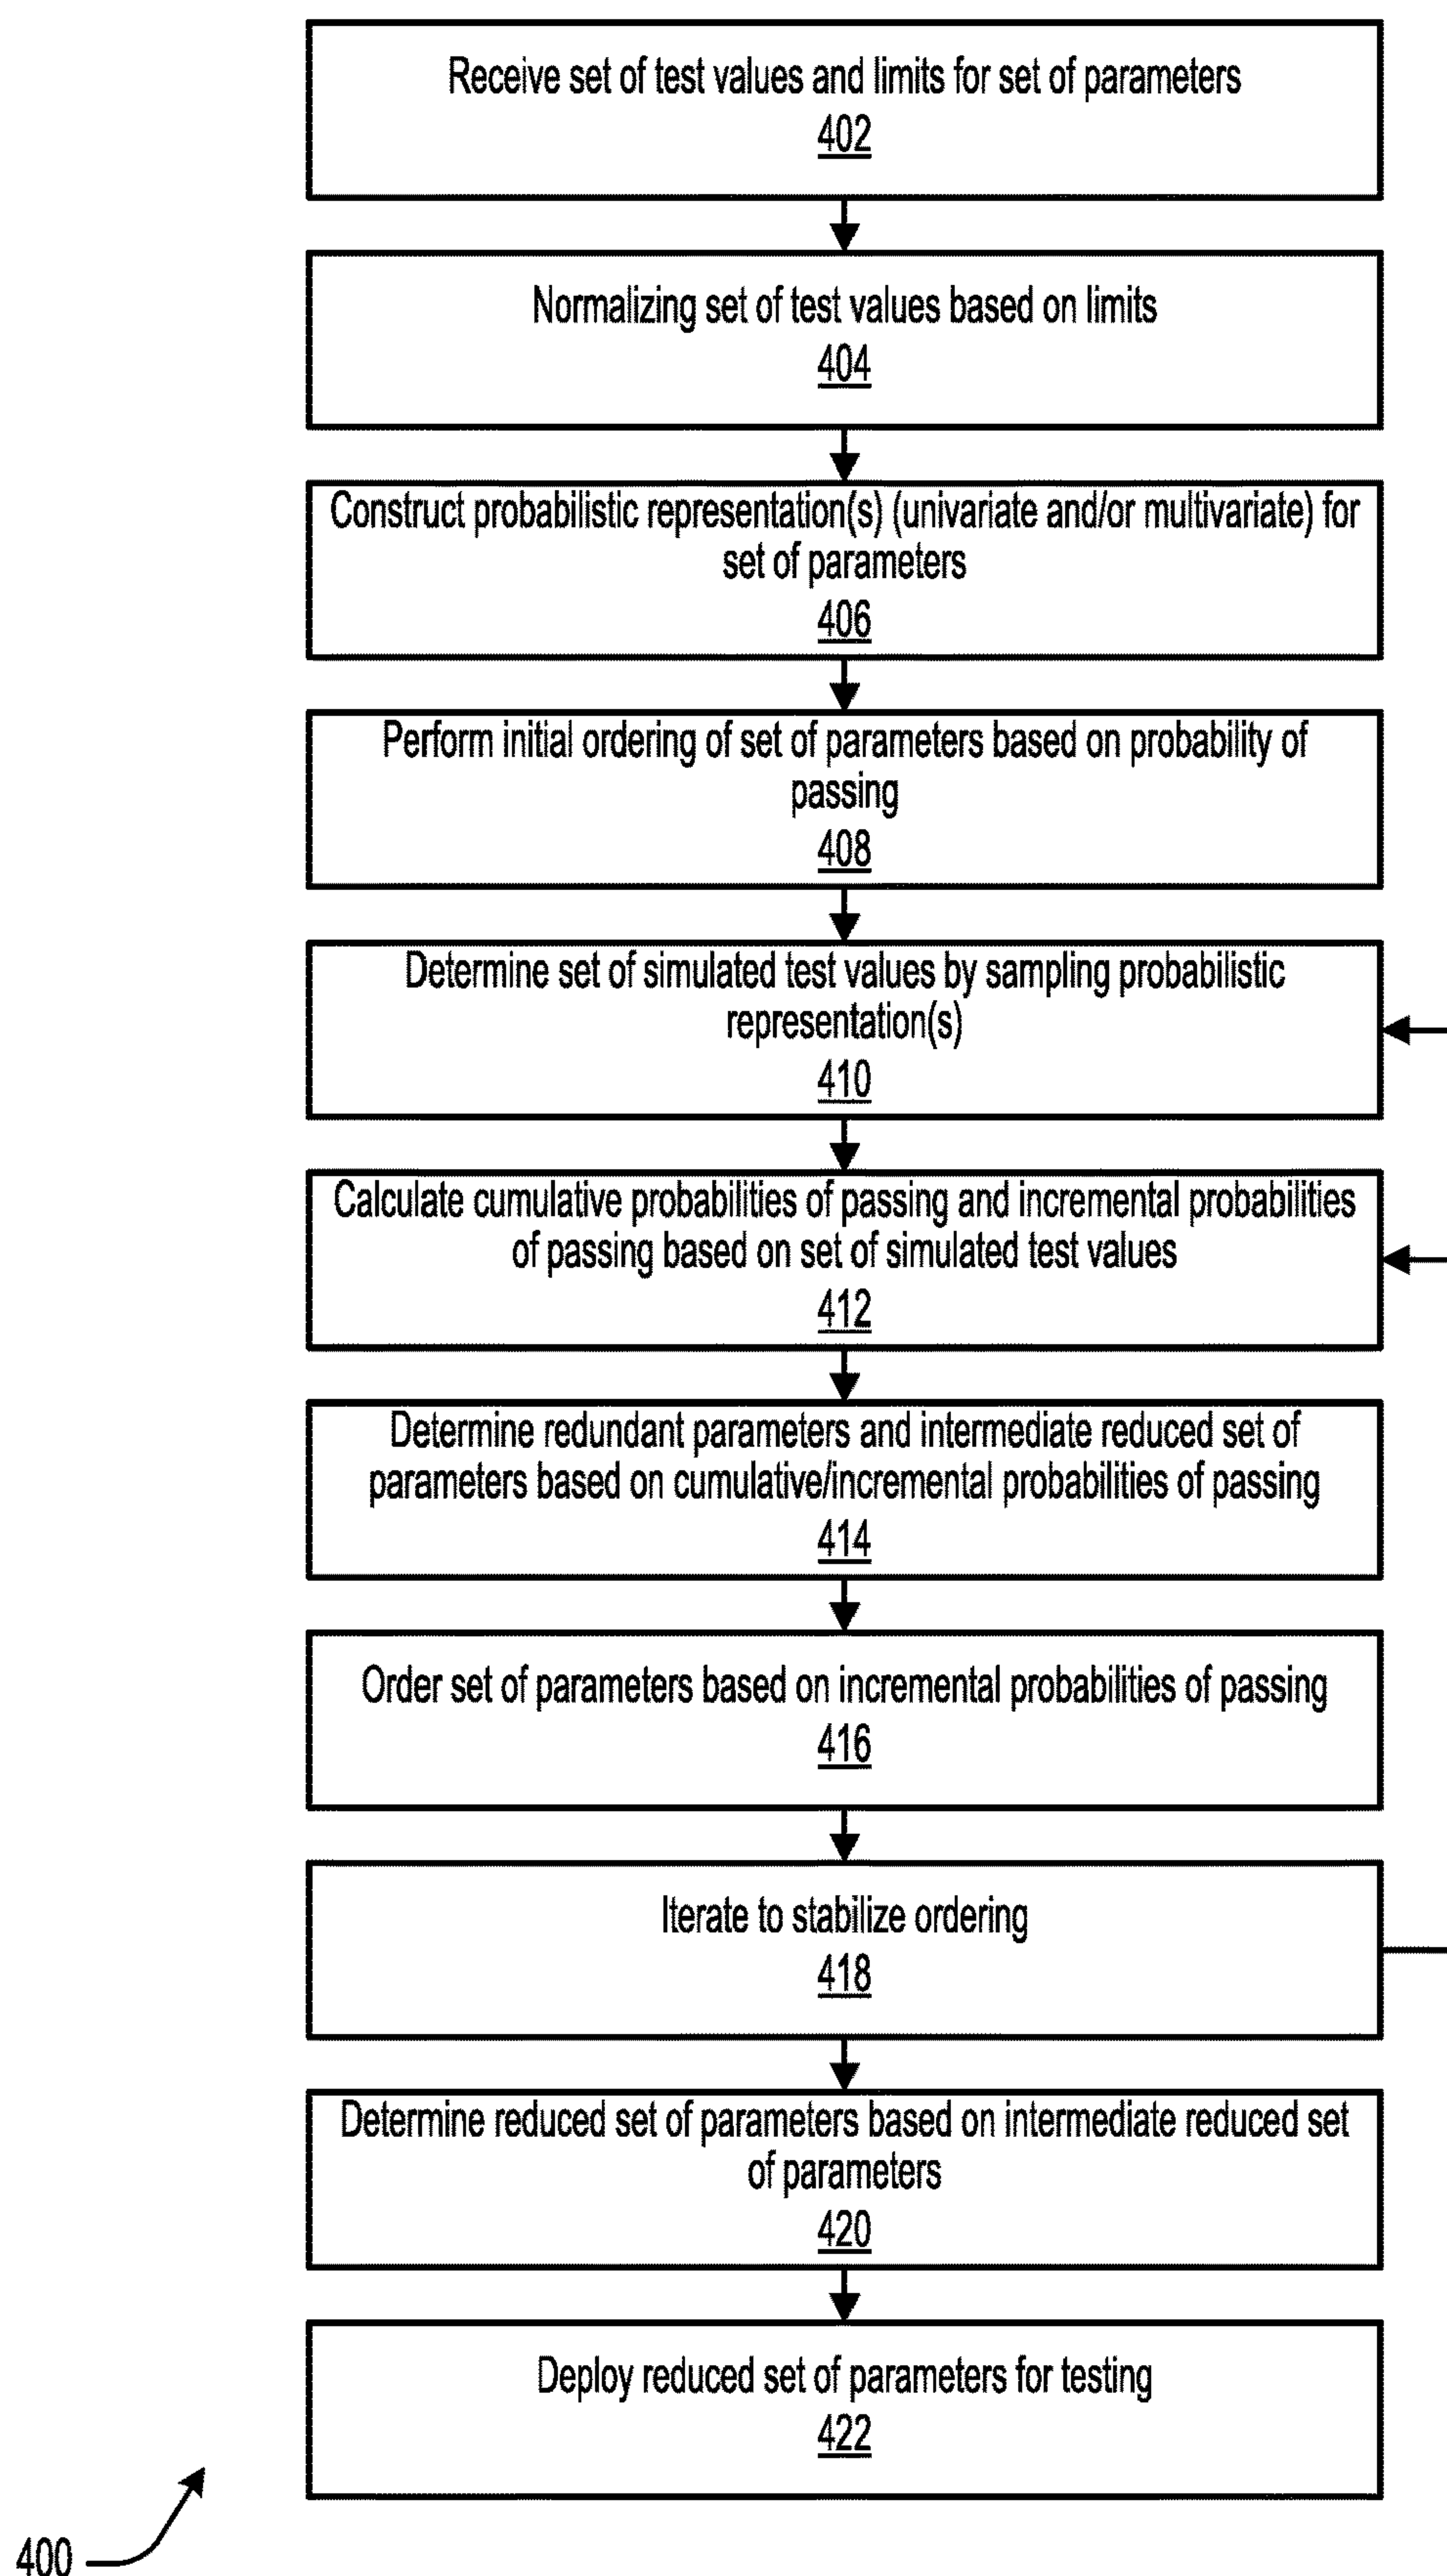 Receive set of test values and limits for set of parameters
402
Normalizing set of test values based on limits
404
Construct probabilistic representation(s) (univariate and/or multivariate) for
set of parameters
406
Perform initial ordering of set of parameters based on probability of
passing
408
Determine set of simulated test values by sampling probabilistic
representation(s)
410
Calculate cumulative probabilities of passing and incremental probabilities
of passing based on set of simulated test values
412
Determine redundant parameters and intermediate reduced set of
parameters based on cumulative/incremental probabilities of passing
414
Order set of parameters based on incremental probabilities of passing
416
Iterate to stabilize ordering
418
Determine reduced set of parameters based on intermediate reduced set
of parameters
420
Deploy reduced set of parameters for testing
422
400